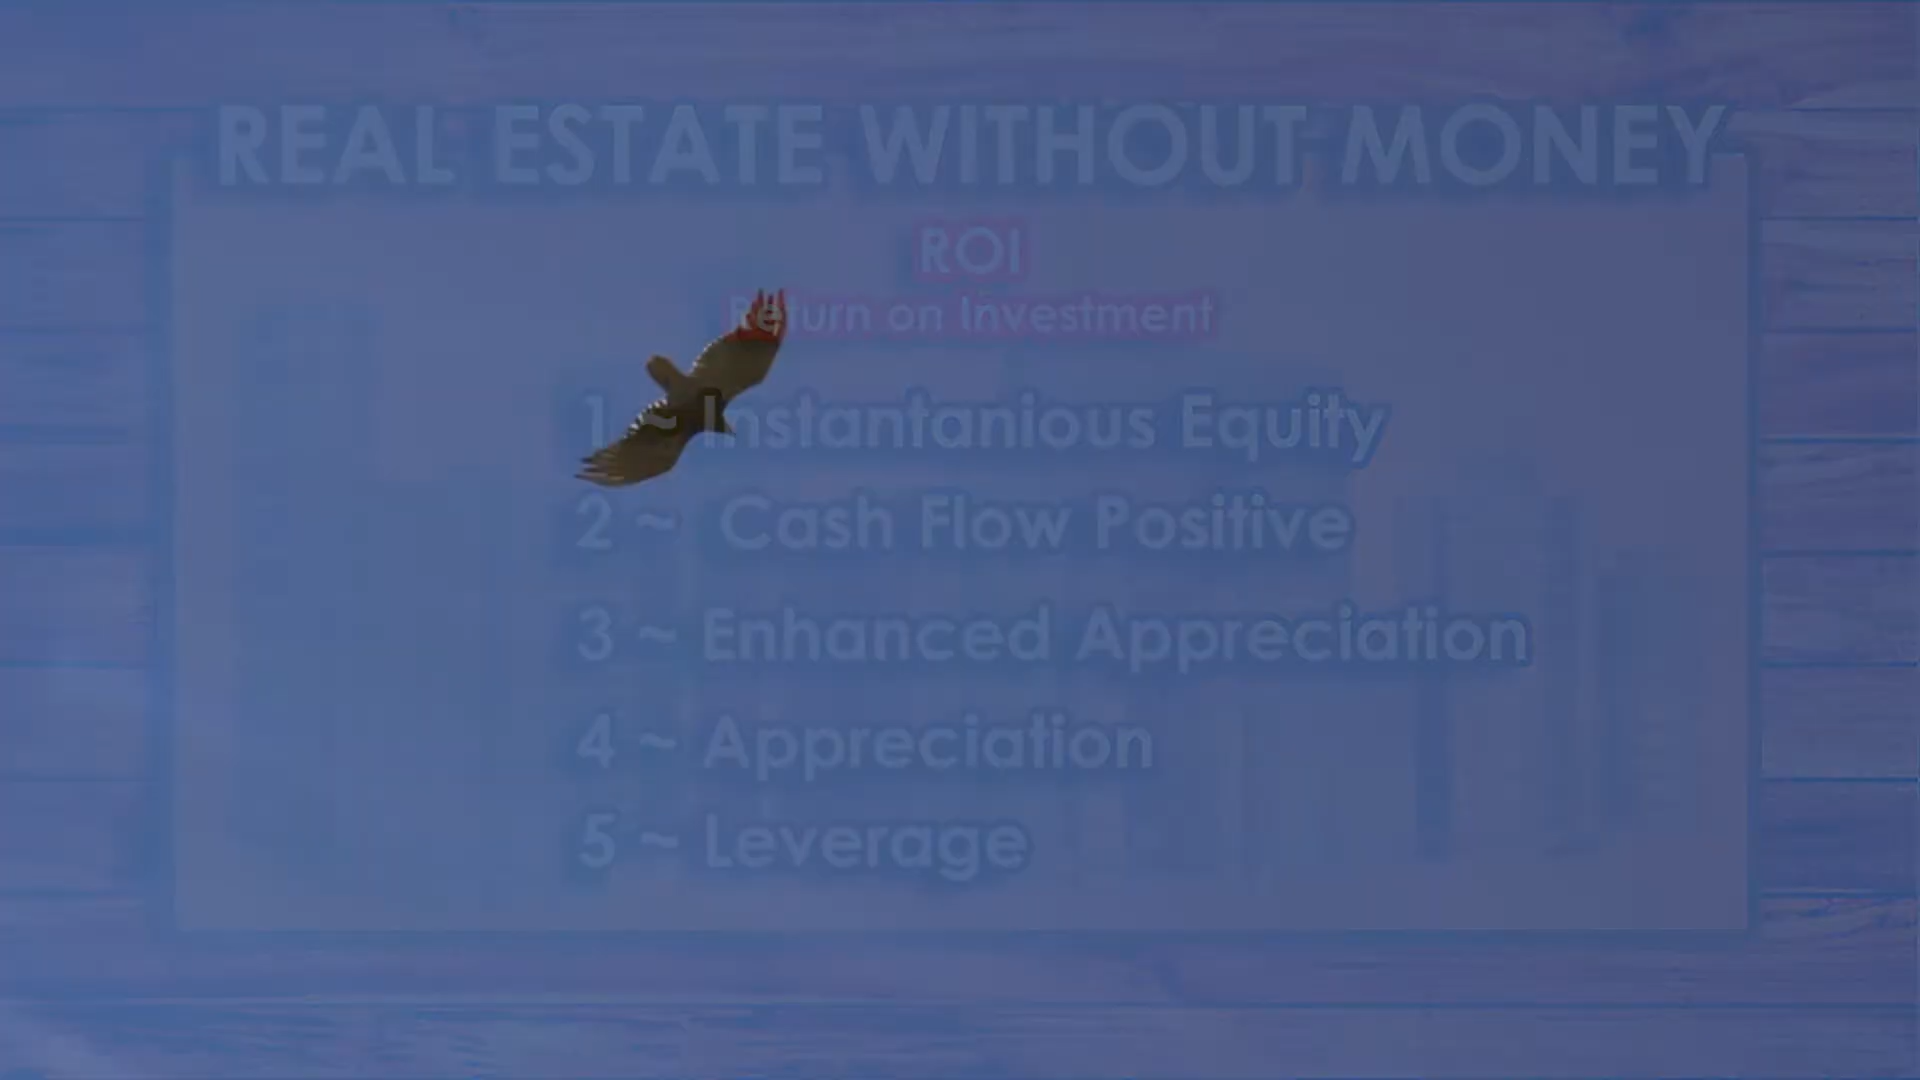 REAL ESTATE WITHOUT MONEY
ROI
Return on Investment
1 ~ Instantanious Equity
2 ~ Cash Flow Positive
3 ~ Enhanced Appreciation
4 ~ Appreciation
5 ~ Leverage